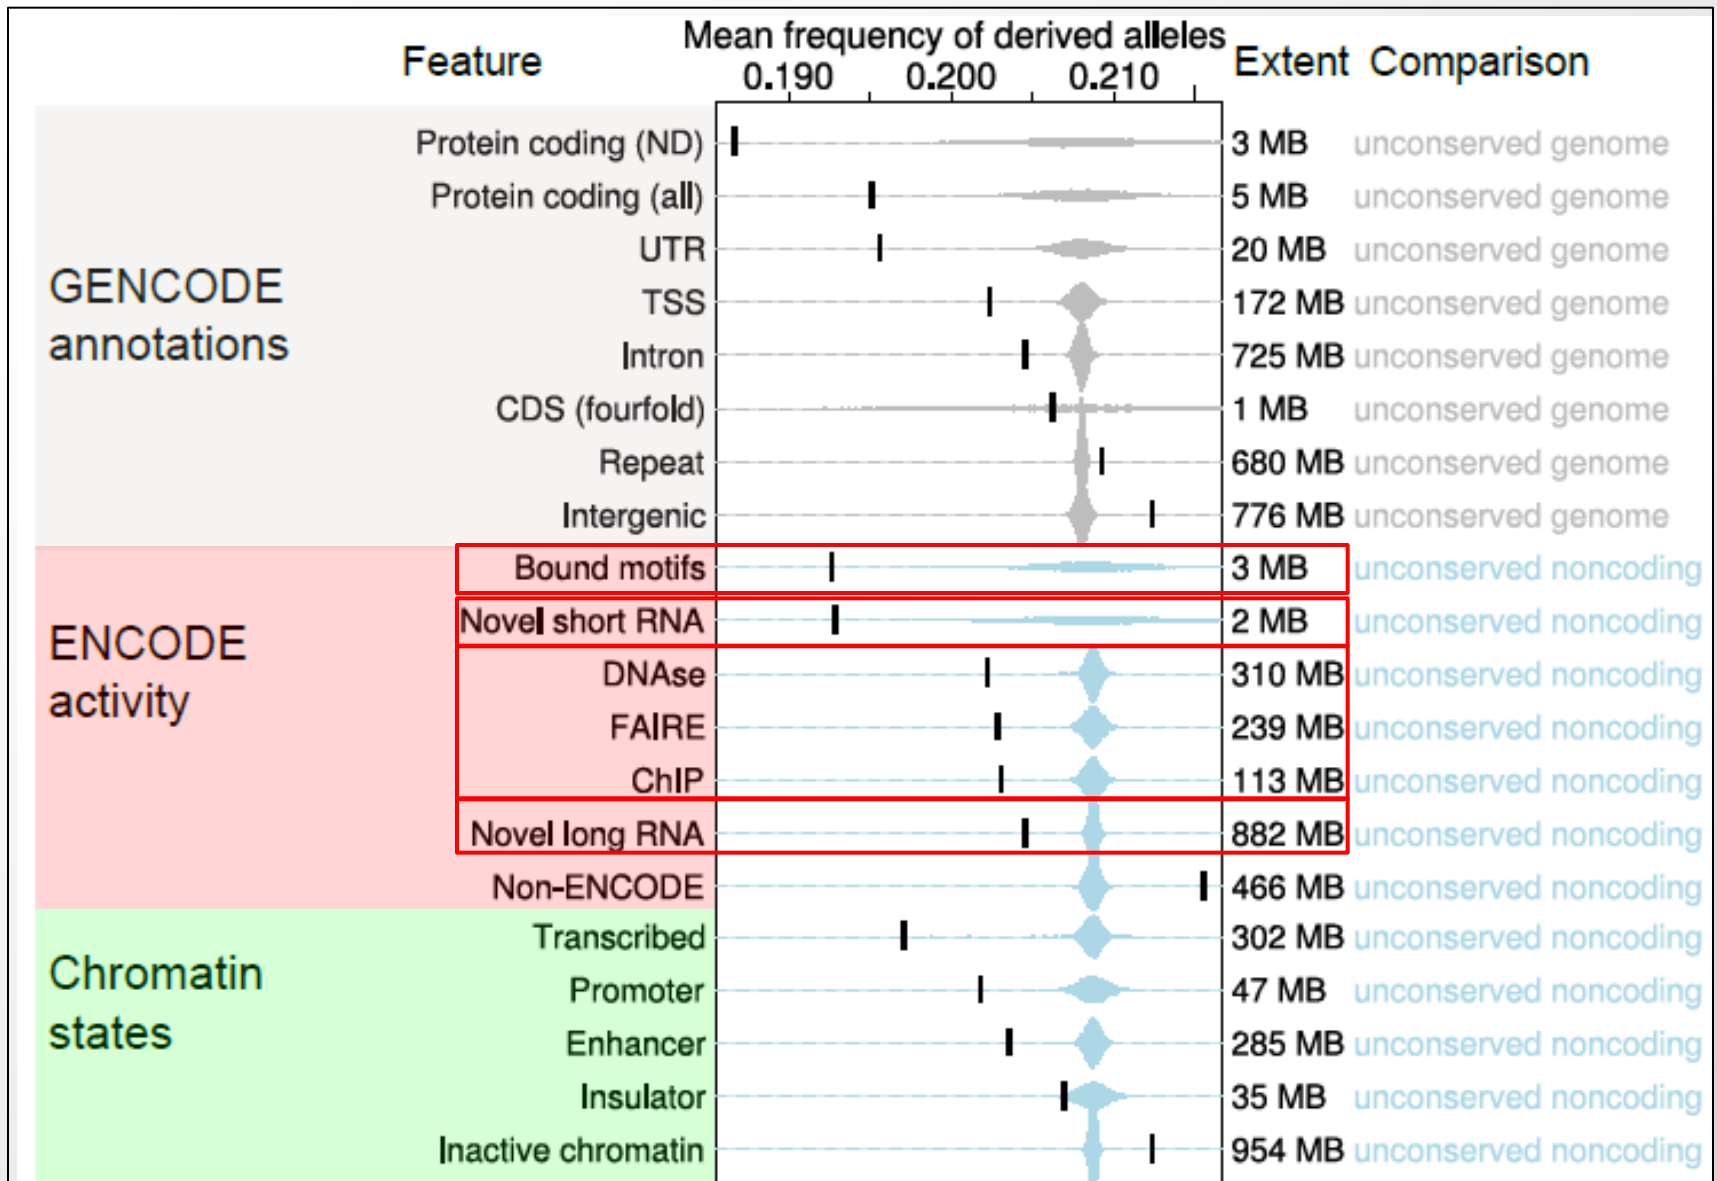 Mean frequency of derived alleles
Feature 0.190 0.200 0.210 Extent Comparison
Protein coding (ND) 3 MB unconserved genome
Protein coding (all) 5 MB unconserved genome
UTR 20 MB unconserved genome
GENCODE
annotations
TSS 172 MB unconserved genome
Intron 725 MB unconserved genome
CDS (fourfold) 1 MB unconserved genome
Repeat 680 MB unconserved genome
Intergenic 776 MB unconserved genome
Bound motifs 3 MB unconserved noncoding
ENCODE
activity
Novel short RNA 2 MB unconserved noncoding
DNAse 310 MB unconserved noncoding
FAIRE 239 MB unconserved noncoding
ChIP 113 MB unconserved noncoding
Novel long RNA 882 MB unconserved noncoding
Non-ENCODE 466 MB unconserved noncoding
Chromatin
states
Transcribed 302 MB unconserved noncoding
Promoter 47 MB unconserved noncoding
Enhancer 285 MB unconserved noncoding
Insulator 35 MB unconserved noncoding
Inactive chromatin 954 MB unconserved noncoding